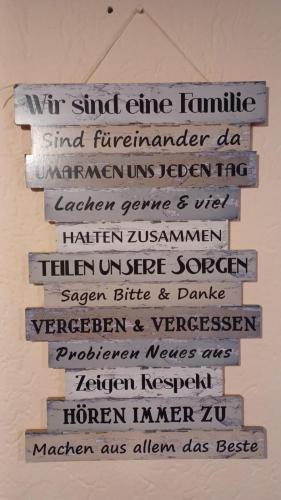 Wir sind eine Familie
Sind füreinander da
UMARMEN UNS JEDEN TAG
Lachen gerne & viel
HALTEN ZUSAMMEN
TEILEN UNSERE SORGEN
Sagen Bitte & Danke
VERGEBEN & VERGESSEN
Probieren Neues aus
Zeigen Respekt
HÖREN IMMER ZU
Machen aus allem das Beste